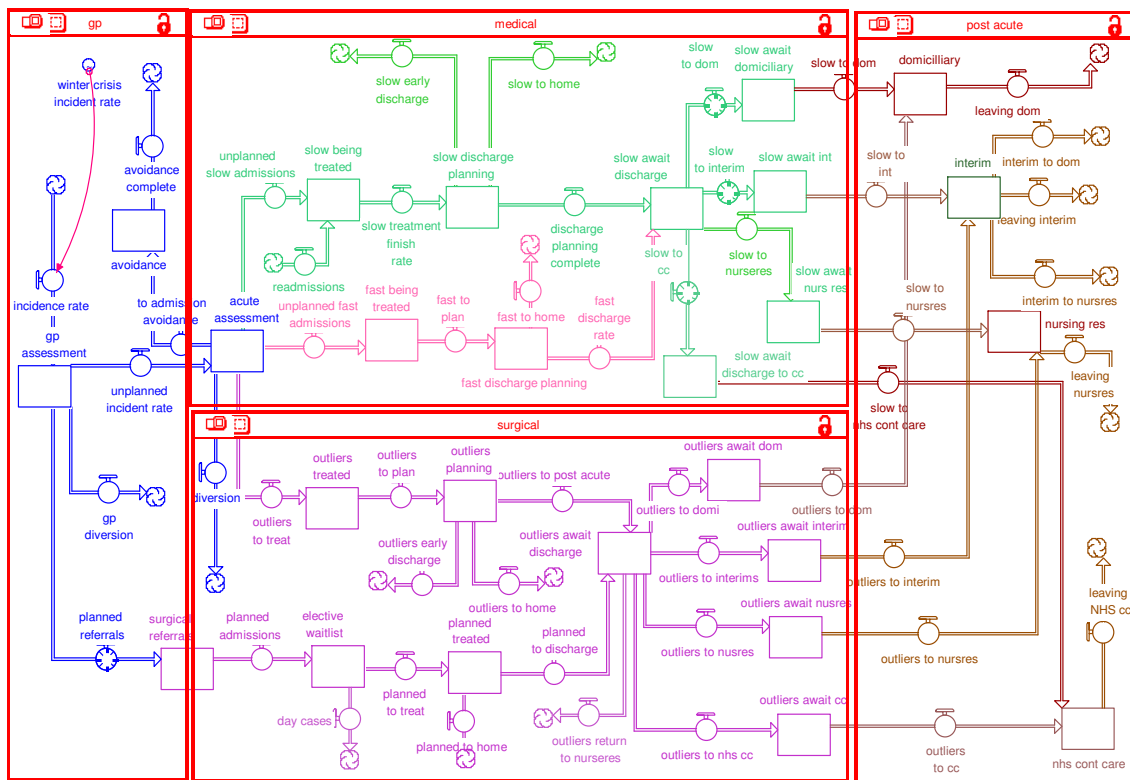 gp
winter crisis
incident rate
avoidance
complete
avoidance
incidence rate
to admission
avoidance
gp
assessment
acute
assessment
unplanned
incident rate
gp
diversion
diversion
planned
referrals
surgical
referrals
medical
slow early
discharge
slow to home
slow
to dom
slow await
domiciliary
unplanned
slow admissions
slow being
treated
slow discharge
planning
slow await
discharge
slow
to interim
slow await int
slow treatment
finish
rate
discharge
planning
complete
slow to
cc
slow to
nurseres
slow await
nurs res
readmissions
unplanned fast
admissions
fast being
treated
fast to
plan
fast to home
fast
discharge
rate
fast discharge planning
slow await
discharge to cc
surgical
outliers
treated
outliers
to plan
outliers
planning
outliers to post acute
outliers await dom
outliers
to treat
outliers early
discharge
outliers await
discharge
outliers to domi
outliers await interim
outliers to home
outliers to interims
planned
admissions
elective
waitlist
planned
treated
planned
to discharge
outliers await nusres
outliers to nusres
planned
to treat
day cases
planned to home
outliers return
to nurseres
outliers to nhs cc
outliers await cc
post acute
slow to dom
domicilliary
leaving dom
slow to
int
interim
interim to dom
leaving interim
interim to nursres
slow to
nursres
nursing res
leaving
nursres
slow to
nhs cont care
outliers to dom
outliers to interim
outliers to nursres
leaving
NHS cc
outliers
to cc
nhs cont care